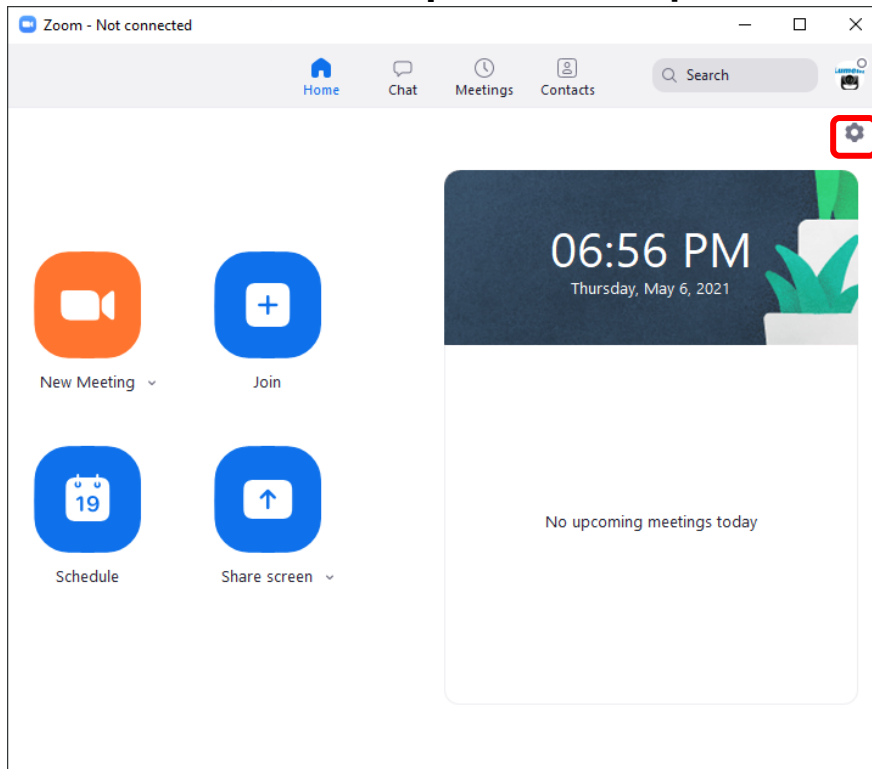 Zoom - Not connected
Home
Chat
Meetings
Contacts
Search
06:56 PM
Thursday, May 6, 2021
New Meeting
Join
19
Schedule
Share screen
No upcoming meetings today